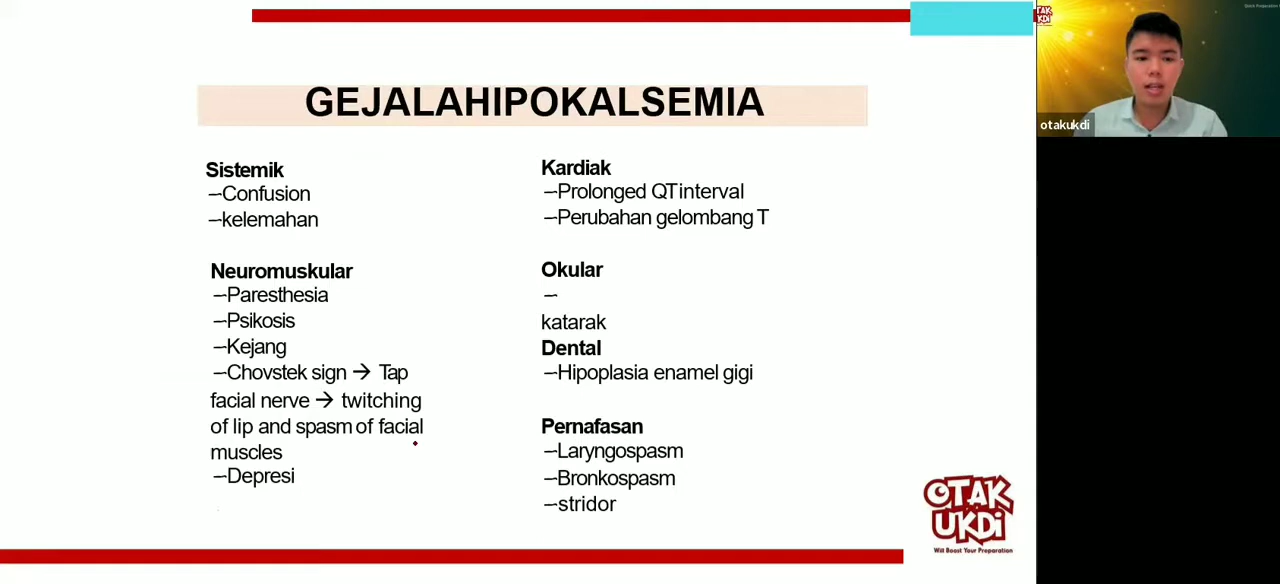 GEJALAHIPOKALSEMIA
Sistemik
–Confusion
–kelemahan
Neuromuskular
–Paresthesia
–Psikosis
–Kejang
–Chovstek sign → Tap
facial nerve → twitching
of lip and spasm of facial
muscles
–Depresi
Kardiak
–Prolonged QT interval
–Perubahan gelombang T
Okular
–
katarak
Dental
–Hipoplasia enamel gigi
Pernafasan
–Laryngospasm
–Bronkospasm
–stridor
OTAK
UKDI
Will Boost Your Preparation
otakukdi